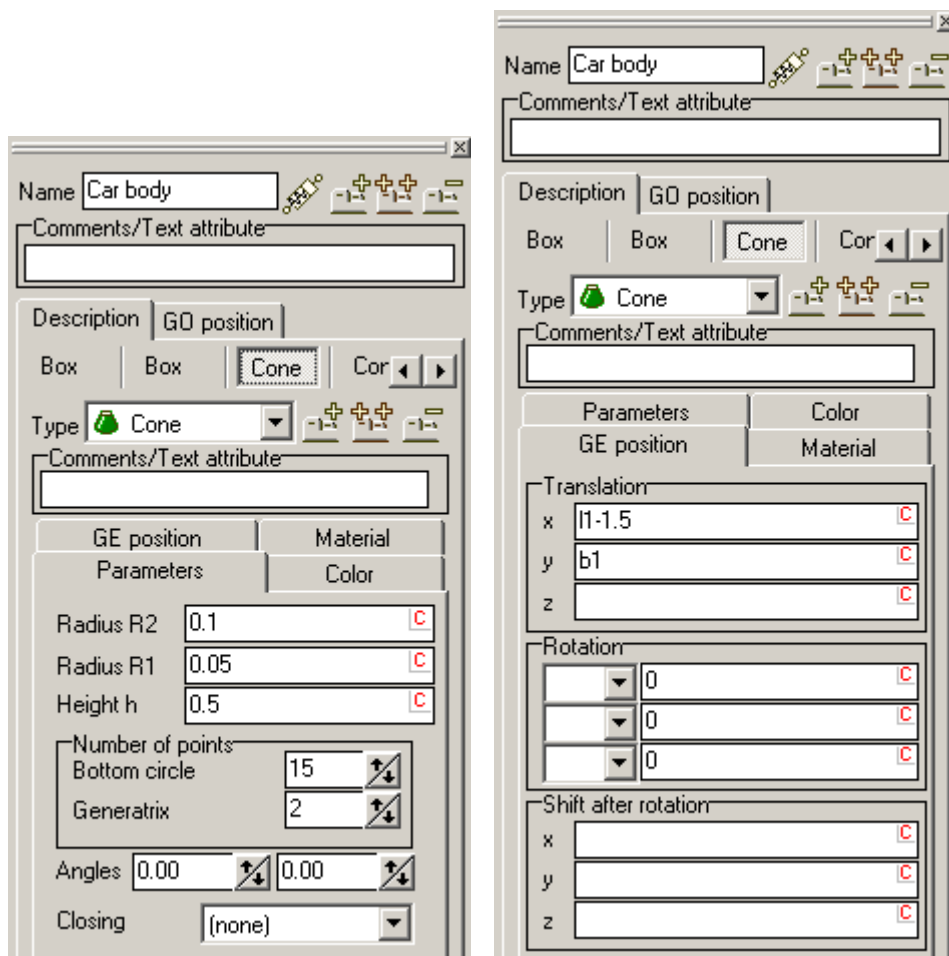 Name Car body
Comments/Text attribute
Description GO position
Box Box Cone Cor
Type Cone
Comments/Text attribute
GE position Material
Parameters Color
Radius R2 0.1 C
Radius R1 0.05 C
Height h 0.5 C
Number of points
Bottom circle 15
Generatrix 2
Angles 0.00 0.00
Closing (none)
Name Car body
Comments/Text attribute
Description GO position
Box Box Cone Cor
Type Cone
Comments/Text attribute
Parameters Color
GE position Material
Translation
x l1-1.5 C
y b1 C
z C
Rotation
0 C
0 C
0 C
Shift after rotation
x C
y C
z C